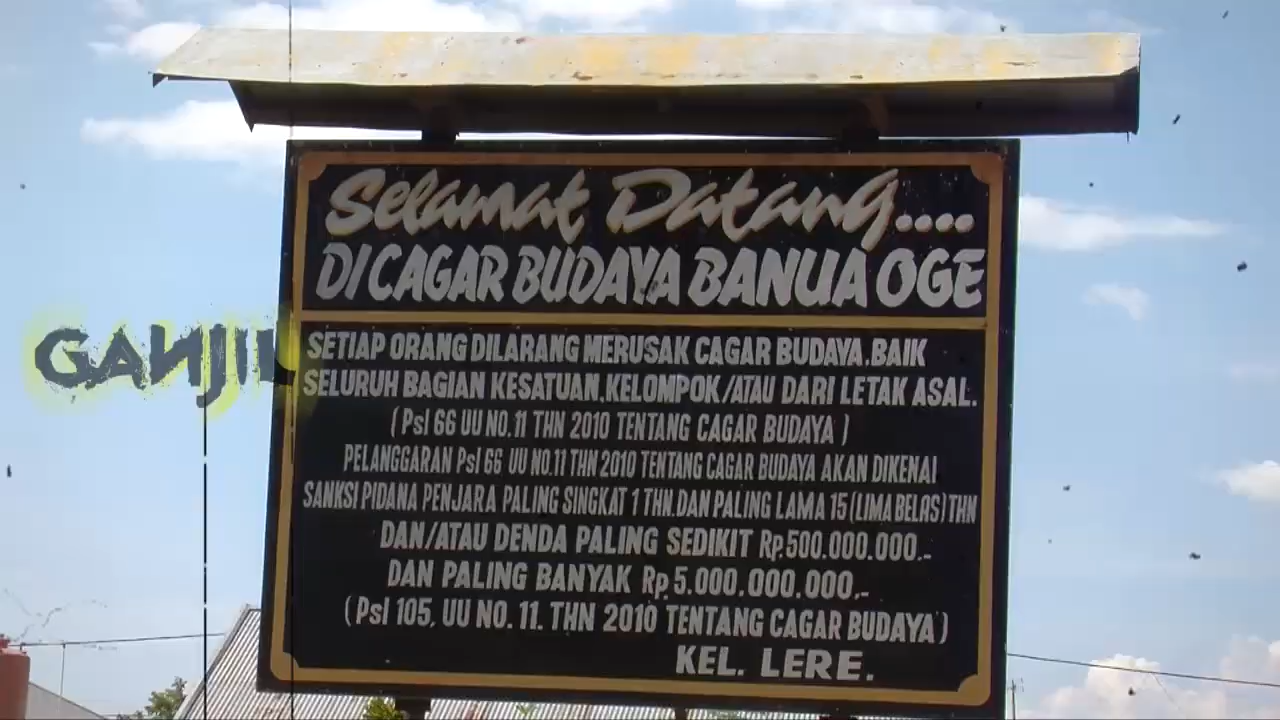 Selamat Datang....
DI CAGAR BUDAYA BANUA OGE
GANJIL
SETIAP ORANG DILARANG MERUSAK CAGAR BUDAYA.BAIK
SELURUH BAGIAN KESATUAN,KELOMPOK/ATAU DARI LETAK ASAL.
(Psl 66 UU NO.11 THN 2010 TENTANG CAGAR BUDAYA)
PELANGGARAN Psl 66 UU NO.11 THN 2010 TENTANG CAGAR BUDAYA AKAN DIKENAI
SANKSI PIDANA PENJARA PALING SINGKAT 1 THN.DAN PALING LAMA 15 (LIMA BELAS) THN
DAN/ATAU DENDA PALING SEDIKIT Rp.500.000.000.-
DAN PALING BANYAK Rp.5.000.000.000.-
(Psl 105, UU NO. 11. THN 2010 TENTANG CAGAR BUDAYA)
KEL. LERE.